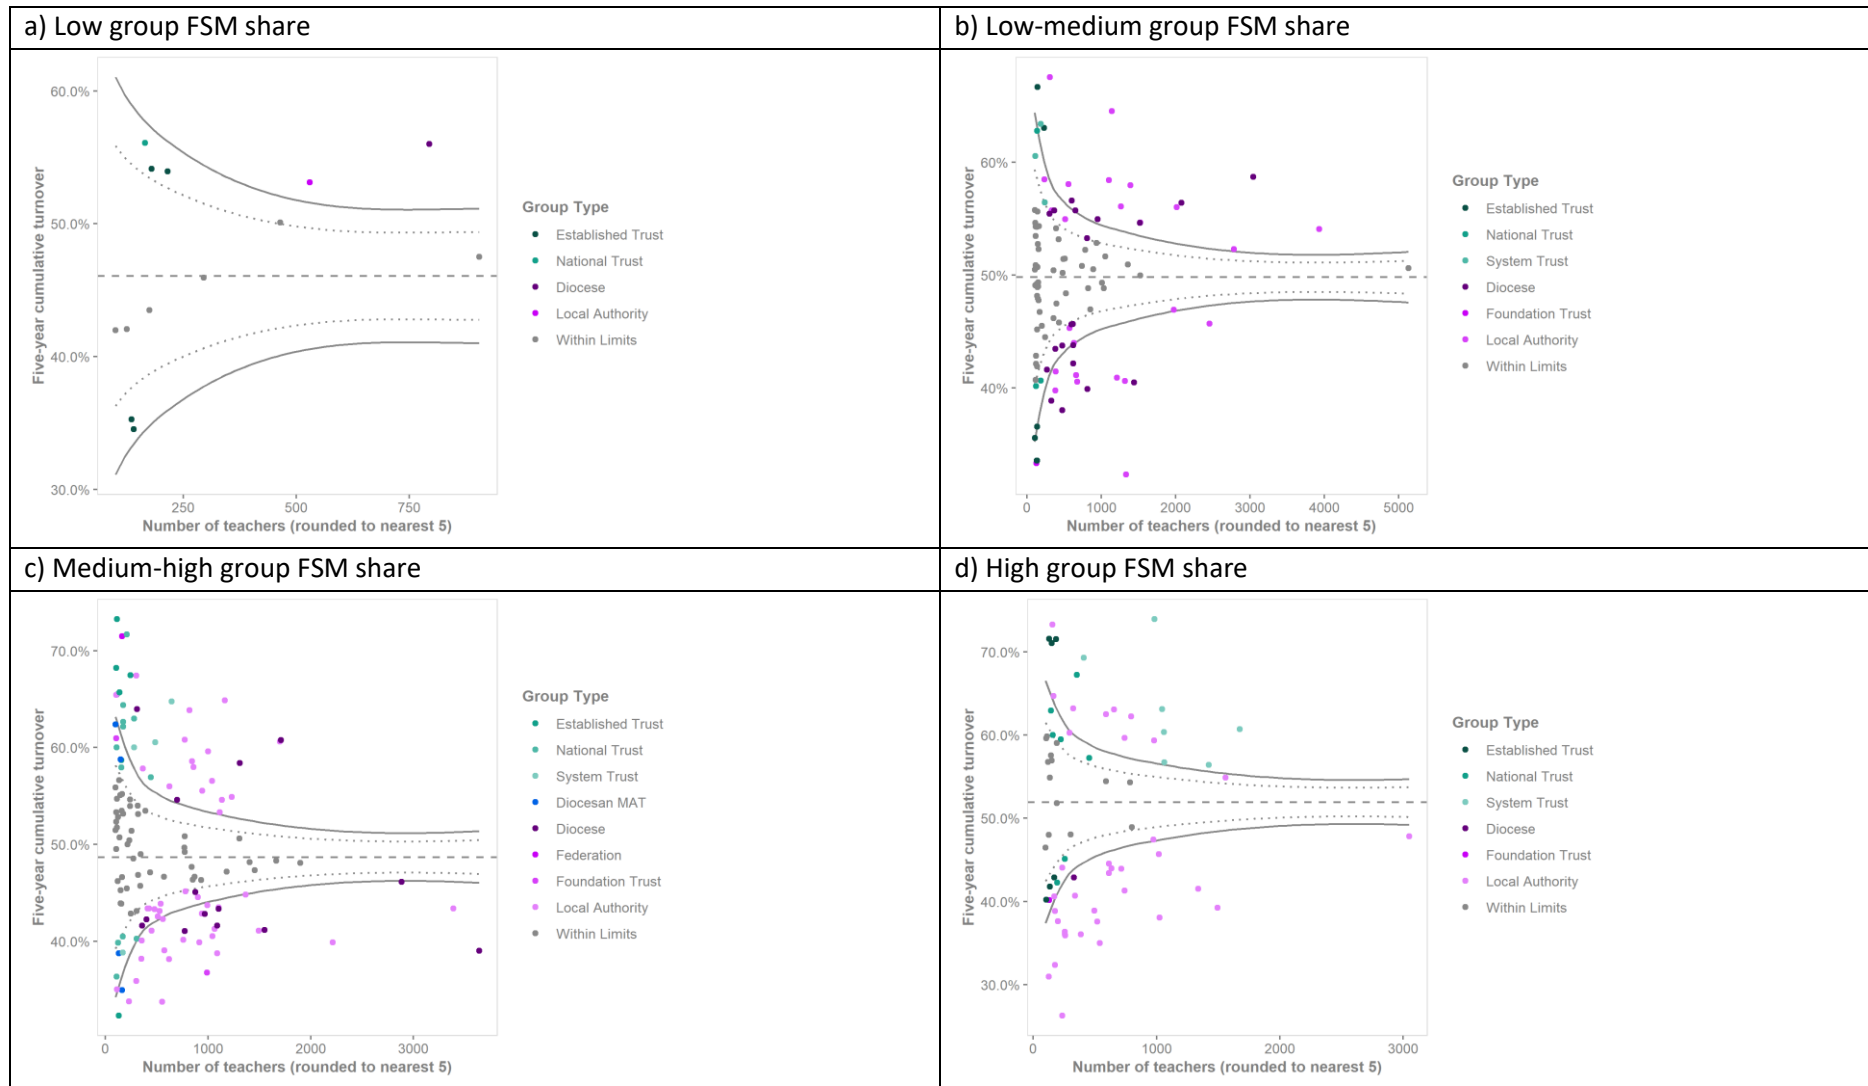 a) Low group FSM share
60.0%
50.0%
40.0%
30.0%
Five-year cumulative turnover
250
500
750
Number of teachers (rounded to nearest 5)
Group Type
Established Trust
National Trust
Diocese
Local Authority
Within Limits
b) Low-medium group FSM share
60%
50%
40%
Five-year cumulative turnover
0
1000
2000
3000
4000
5000
Number of teachers (rounded to nearest 5)
Group Type
Established Trust
National Trust
System Trust
Diocese
Foundation Trust
Local Authority
Within Limits
c) Medium-high group FSM share
70.0%
60.0%
50.0%
40.0%
Five-year cumulative turnover
0
1000
2000
3000
Number of teachers (rounded to nearest 5)
Group Type
Established Trust
National Trust
System Trust
Diocesan MAT
Diocese
Federation
Foundation Trust
Local Authority
Within Limits
d) High group FSM share
70.0%
60.0%
50.0%
40.0%
30.0%
Five-year cumulative turnover
0
1000
2000
3000
Number of teachers (rounded to nearest 5)
Group Type
Established Trust
National Trust
System Trust
Diocese
Foundation Trust
Local Authority
Within Limits